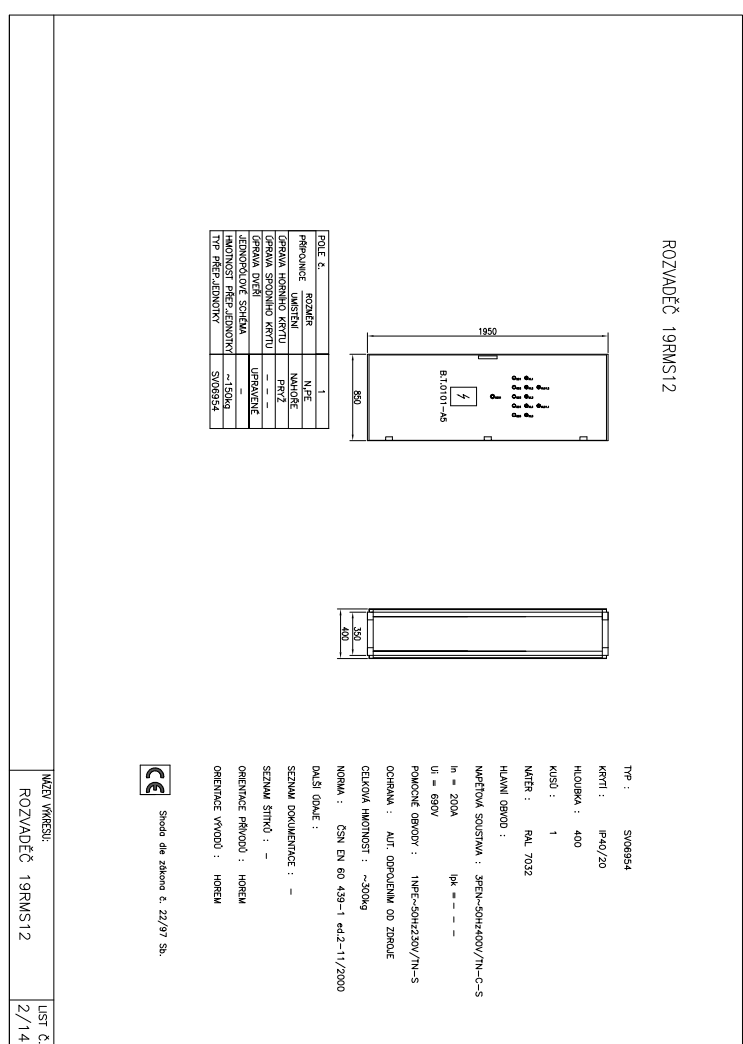 ROZVADĚČ 19RMS12
1950
850
B.T.0101-A5
350
400
POLE č. 1
PŘÍPOJNICE ROZMĚR N,PE
UMÍSTĚNÍ NAHOŘE
ÚPRAVA HORNÍHO KRYTU PRYŽ
ÚPRAVA SPODNÍHO KRYTU - - -
ÚPRAVA DVEŘÍ UPRAVENÉ
JEDNOPÓLOVÉ SCHÉMA -
HMOTNOST PŘEP.JEDNOTKY ~150kg
TYP PŘEP.JEDNOTKY SV06954
TYP : SV06954
KRYTÍ : IP40/20
HLOUBKA : 400
KUSŮ : 1
NÁTĚR : RAL 7032
HLAVNÍ OBVOD :
NAPĚŤOVÁ SOUSTAVA : 3PEN~50Hz400V/TN-C-S
In = 200A Ipk = - - -
Ui = 690V
POMOCNÉ OBVODY : 1NPE~50Hz230V/TN-S
OCHRANA : AUT. ODPOJENÍM OD ZDROJE
CELKOVÁ HMOTNOST : ~300kg
NORMA : ČSN EN 60 439-1 ed.2-11/2000
DALŠÍ ÚDAJE :
SEZNAM DOKUMENTACE : -
SEZNAM ŠTÍTKŮ : -
ORIENTACE PŘÍVODŮ : HOREM
ORIENTACE VÝVODŮ : HOREM
CE Shoda dle zákona č. 22/97 Sb.
NÁZEV VÝKRESU:
ROZVADĚČ 19RMS12
LIST Č.
2/14